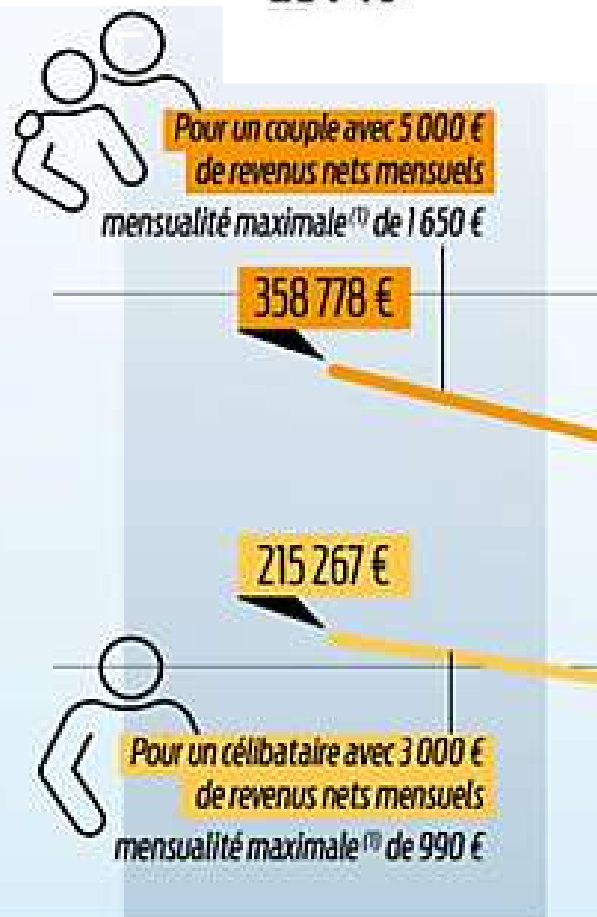 Pour un couple avec 5 000 €
de revenus nets mensuels
mensualité maximale (1) de 1 650 €
358 778 €
215 267 €
Pour un célibataire avec 3 000 €
de revenus nets mensuels
mensualité maximale (1) de 990 €